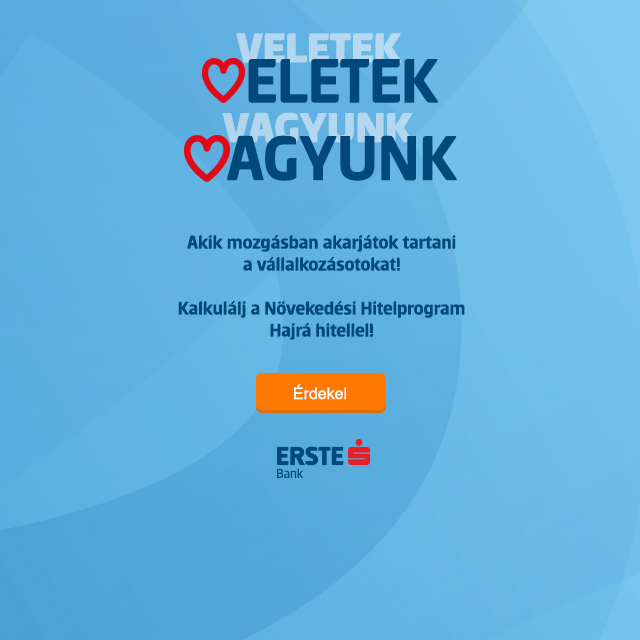 VELETEK
ELETEK
VAGYUNK
AGYUNK
Akik mozgásban akarjátok tartani
a vállalkozásotokat!
Kalkulálj a Növekedési Hitelprogram
Hajrá hitellel!
Érdekel
ERSTE
Bank